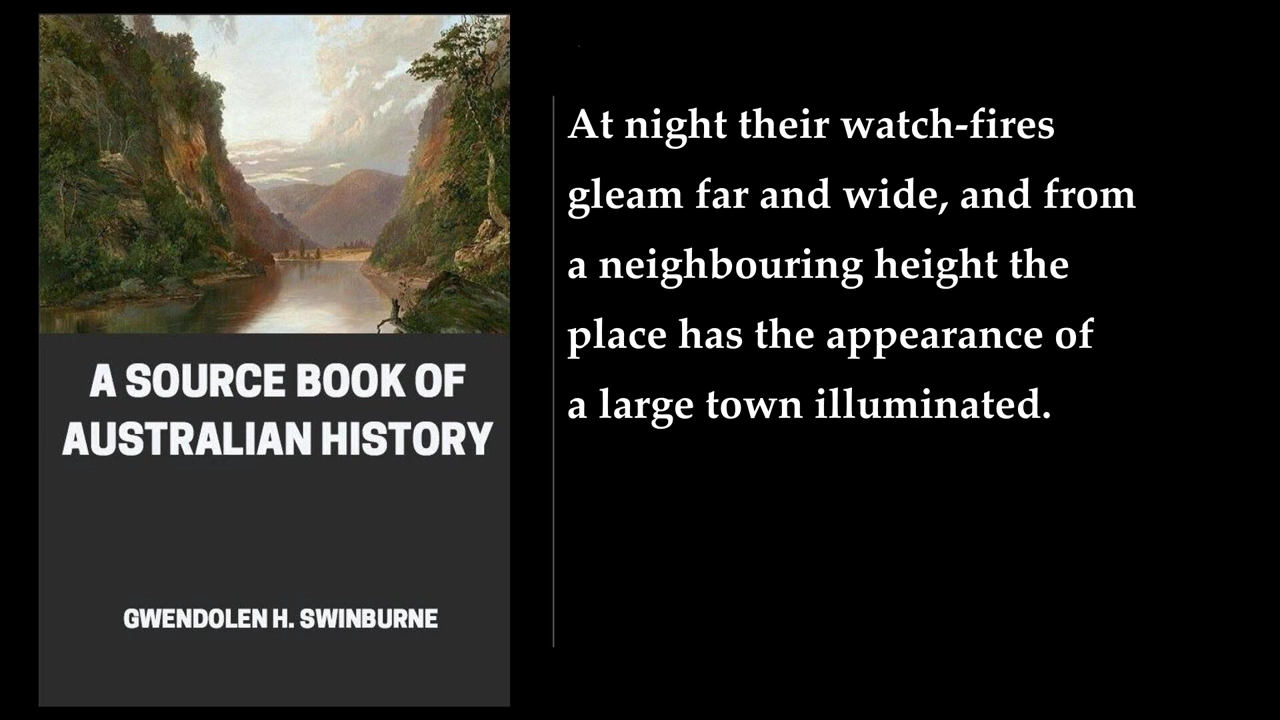 A SOURCE BOOK OF
AUSTRALIAN HISTORY
GWENDOLEN H. SWINBURNE
At night their watch-fires
gleam far and wide, and from
a neighbouring height the
place has the appearance of
a large town illuminated.